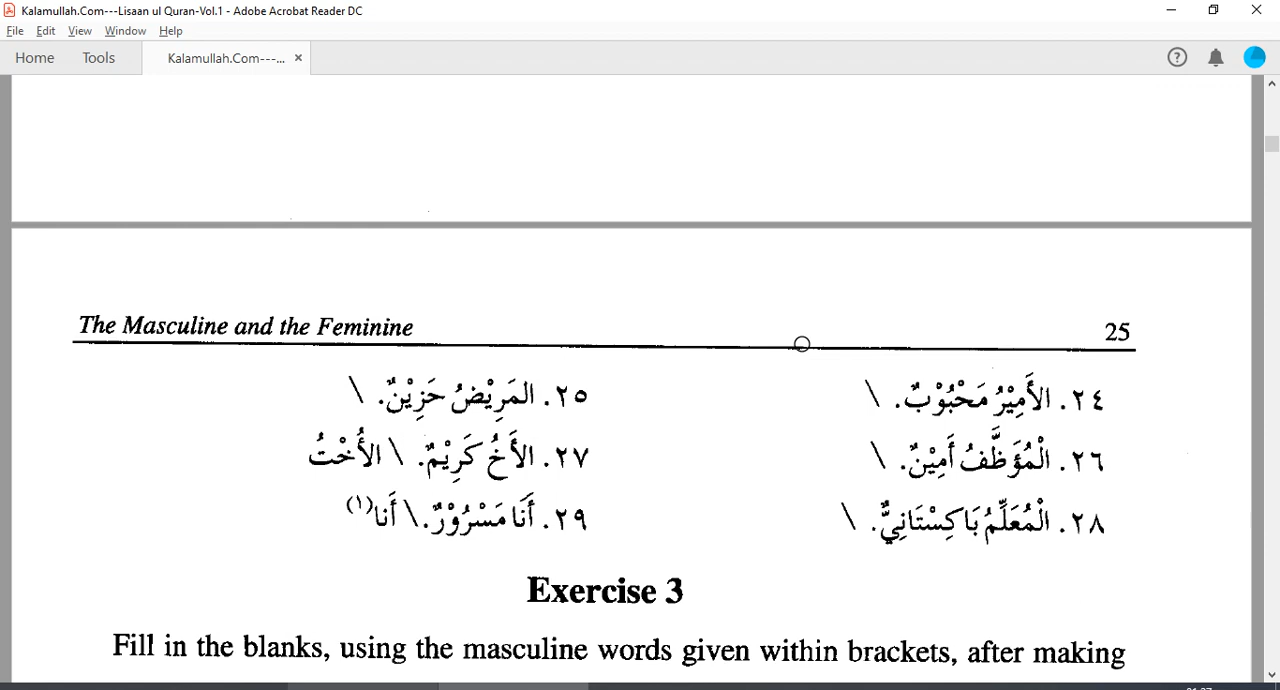 Kalamullah.Com---Lisaan ul Quran-Vol.1 - Adobe Acrobat Reader DC
File Edit View Window Help
Home Tools Kalamullah.Com---... ×
The Masculine and the Feminine 25
٢٤. الأَمِيْرُ مَحْبُوْبٌ. \ ٢٥. المَرِيْضُ حَزِيْنٌ. \
٢٦. الْمُؤَظَّفُ أَمِيْنٌ. \ ٢٧. الأَخُ كَرِيْمٌ. \ الأُخْتُ
٢٨. الْمُعَلِّمُ بَاكِسْتَانِيٌّ. \ ٢٩. أَنَا مَسْرُوْرٌ. \ أَنَا(١)
Exercise 3
Fill in the blanks, using the masculine words given within brackets, after making